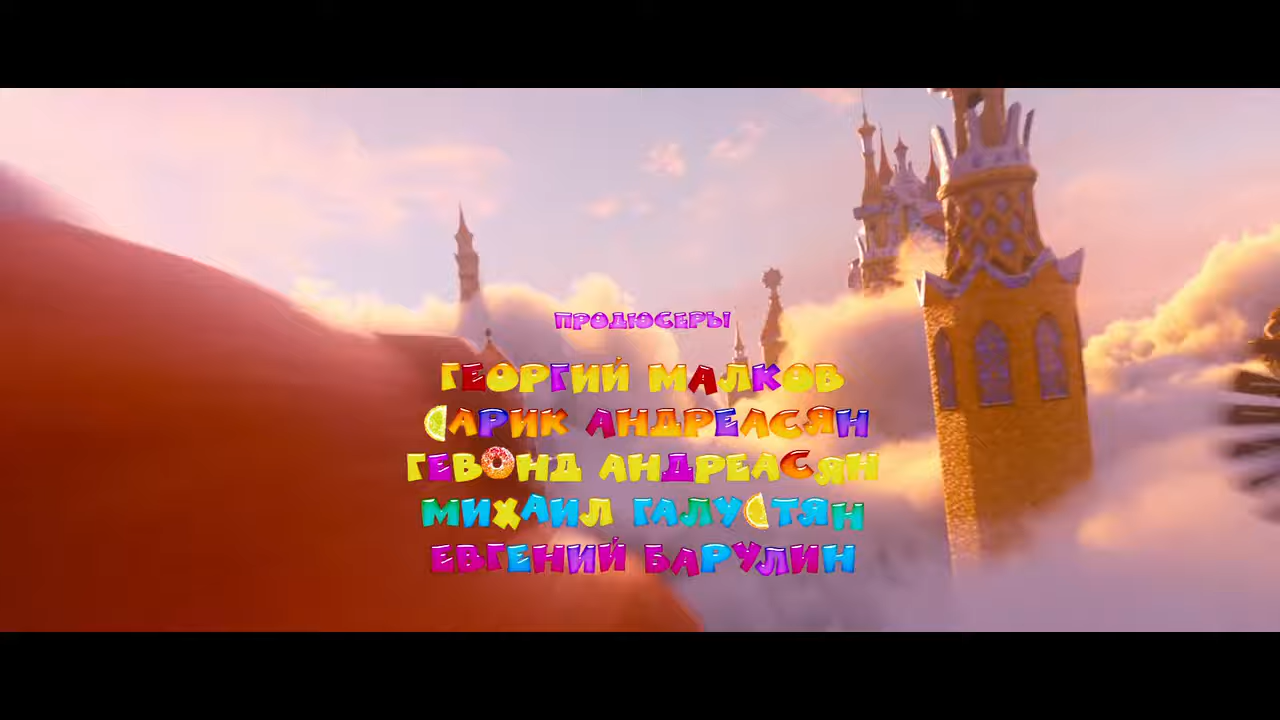 ПРОДЮСЕРЫ
ГЕОРГИЙ МАЛКОВ
САРИК АНДРЕАСЯН
ГЕВОНД АНДРЕАСЯН
МИХАИЛ ГАЛУСТЯН
ЕВГЕНИЙ БАРУЛИН